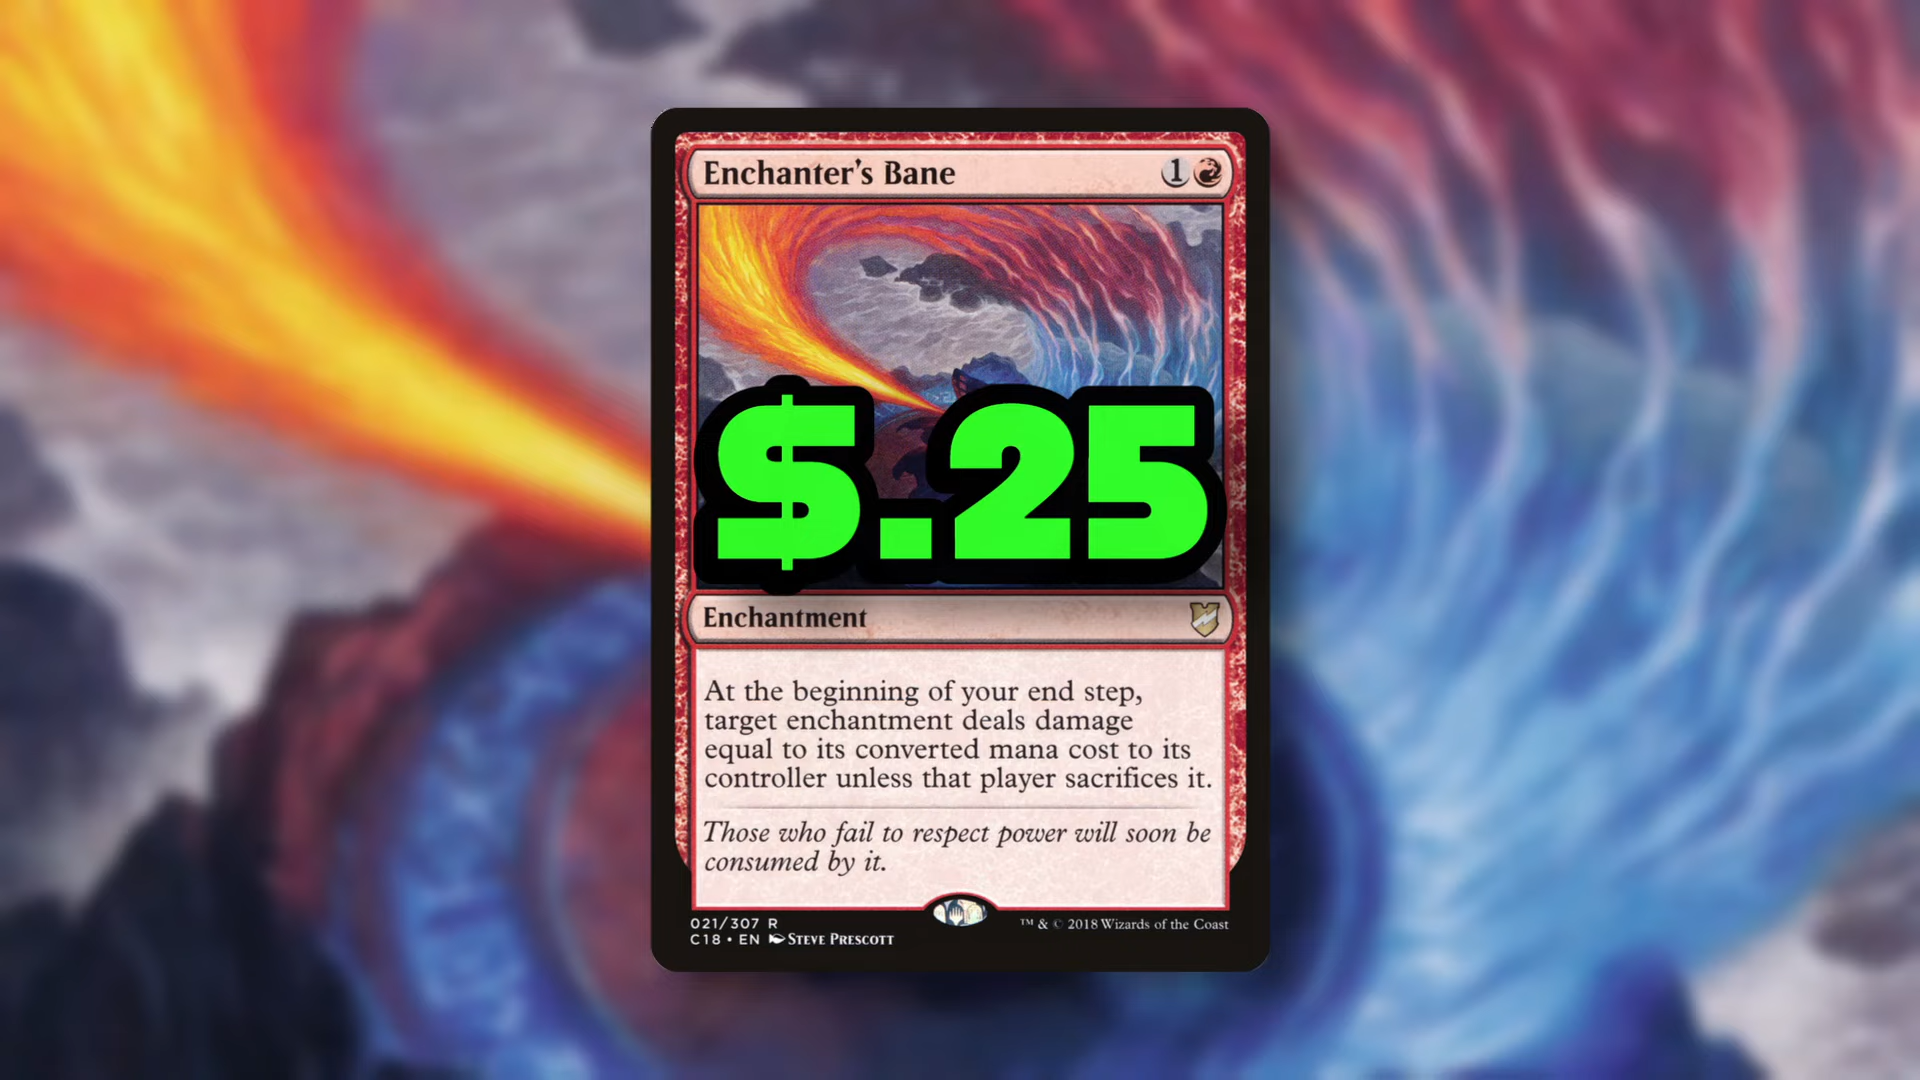 Enchanter's Bane 1
$.25
Enchantment
At the beginning of your end step,
target enchantment deals damage
equal to its converted mana cost to its
controller unless that player sacrifices it.
Those who fail to respect power will soon be
consumed by it.
021/307 R
C18 • EN STEVE PRESCOTT
™ & © 2018 Wizards of the Coast